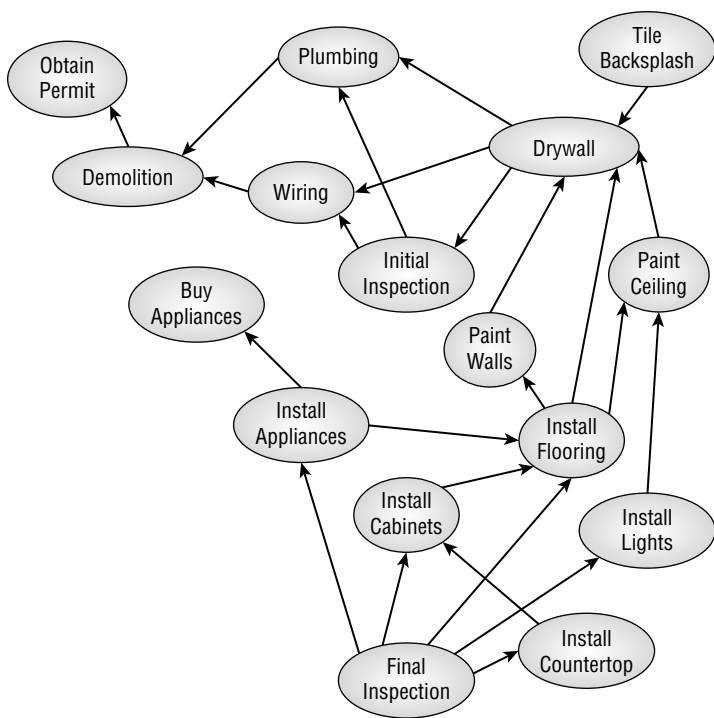 Obtain
Permit
Plumbing
Tile
Backsplash
Drywall
Demolition
Wiring
Initial
Inspection
Paint
Ceiling
Buy
Appliances
Paint
Walls
Install
Appliances
Install
Flooring
Install
Cabinets
Install
Lights
Install
Countertop
Final
Inspection